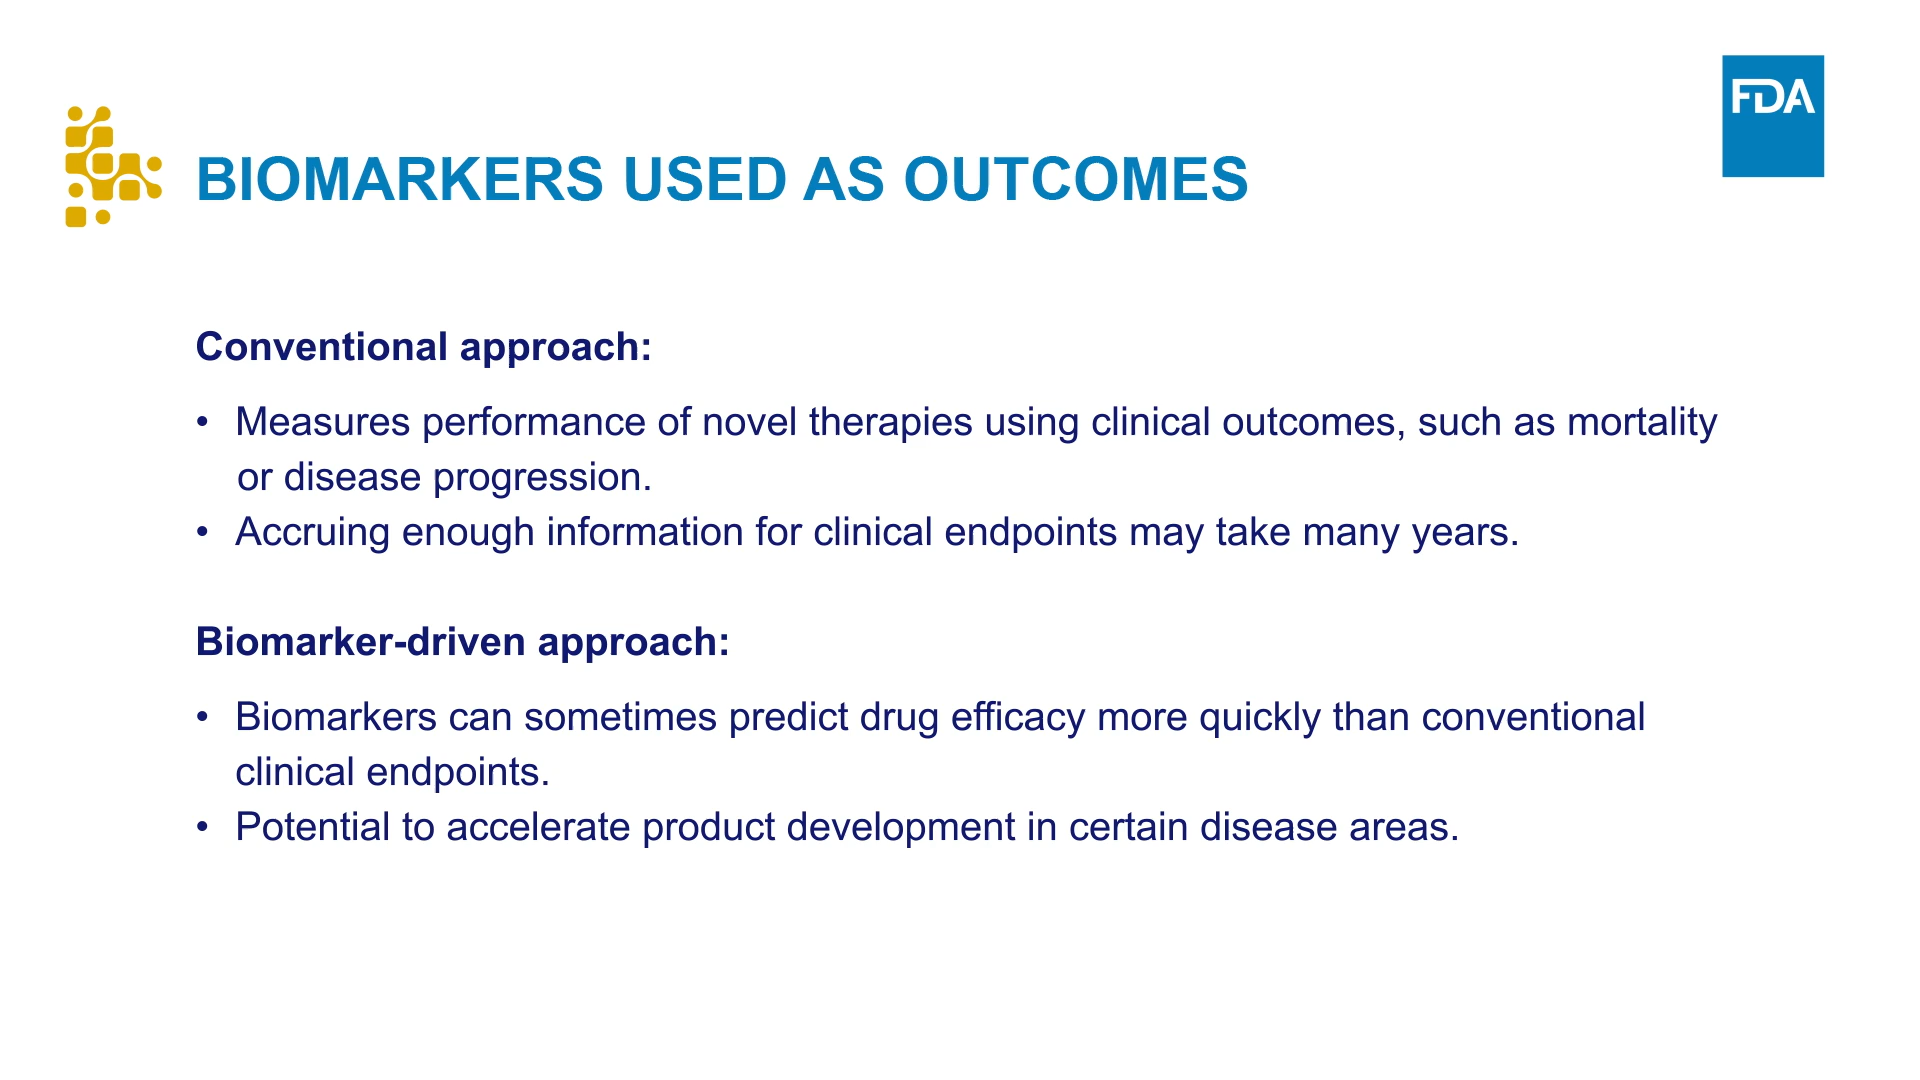 FDA
BIOMARKERS USED AS OUTCOMES
Conventional approach:
• Measures performance of novel therapies using clinical outcomes, such as mortality
or disease progression.
• Accruing enough information for clinical endpoints may take many years.
Biomarker-driven approach:
• Biomarkers can sometimes predict drug efficacy more quickly than conventional
clinical endpoints.
• Potential to accelerate product development in certain disease areas.